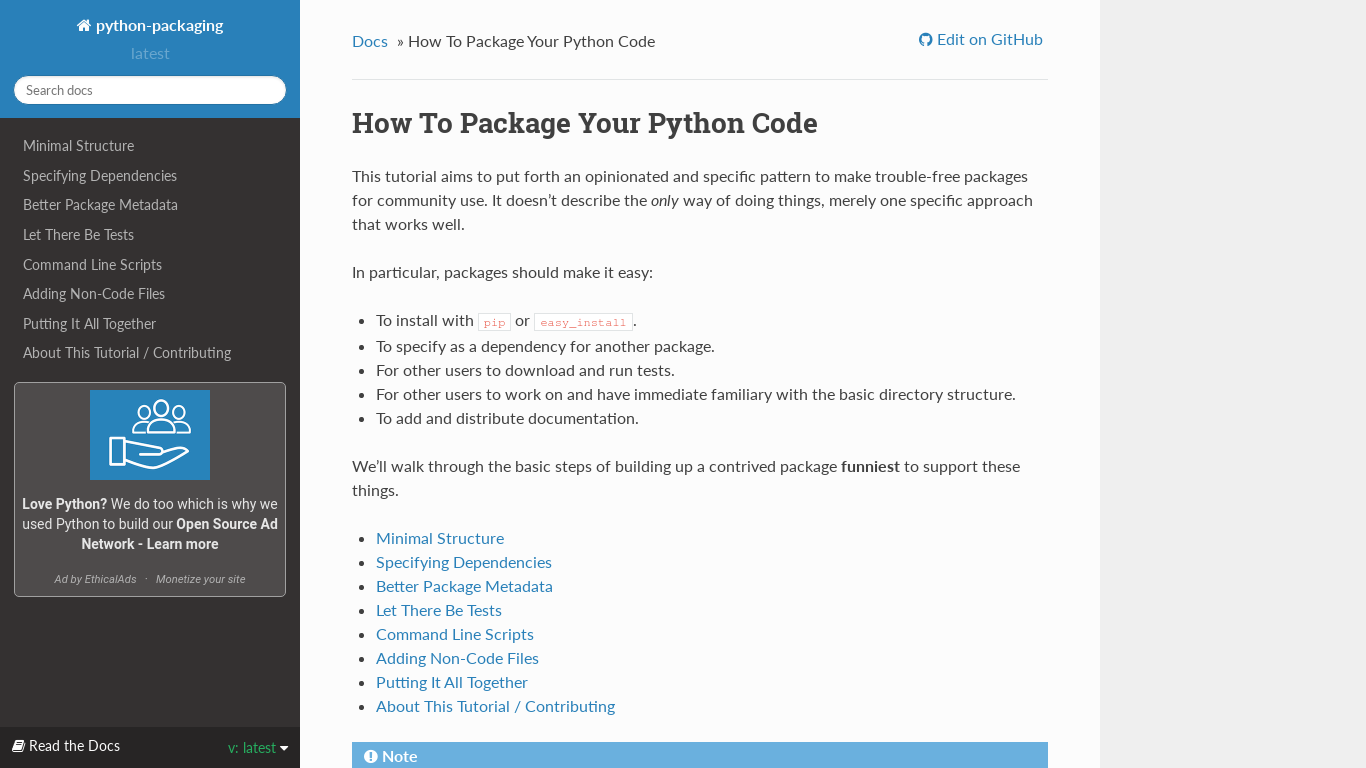 python-packaging
latest
Search docs
Minimal Structure
Specifying Dependencies
Better Package Metadata
Let There Be Tests
Command Line Scripts
Adding Non-Code Files
Putting It All Together
About This Tutorial / Contributing
Love Python? We do too which is why we
used Python to build our Open Source Ad
Network - Learn more
Ad by EthicalAds · Monetize your site
Read the Docs
v: latest
Docs » How To Package Your Python Code
Edit on GitHub
How To Package Your Python Code
This tutorial aims to put forth an opinionated and specific pattern to make trouble-free packages
for community use. It doesn’t describe the only way of doing things, merely one specific approach
that works well.
In particular, packages should make it easy:
• To install with pip or easy_install.
• To specify as a dependency for another package.
• For other users to download and run tests.
• For other users to work on and have immediate familiary with the basic directory structure.
• To add and distribute documentation.
We’ll walk through the basic steps of building up a contrived package funniest to support these
things.
• Minimal Structure
• Specifying Dependencies
• Better Package Metadata
• Let There Be Tests
• Command Line Scripts
• Adding Non-Code Files
• Putting It All Together
• About This Tutorial / Contributing
Note